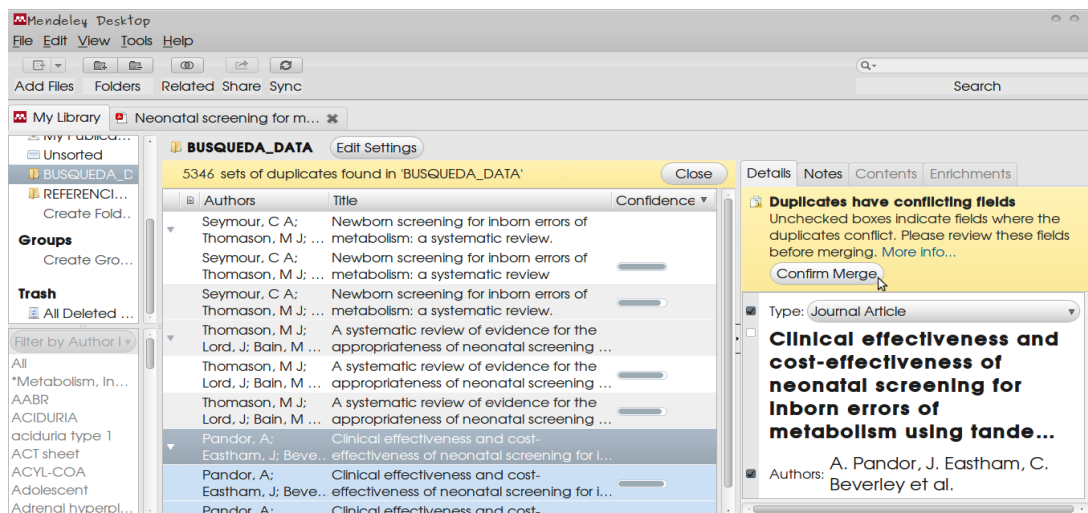 Mendeley Desktop
File Edit View Tools Help
Add Files Folders Related Share Sync
Search
My Library Neonatal screening for m...
My Publica...
Unsorted
BUSQUEDA_D
REFERENCI...
Create Fold..
Groups
Create Gro...
Trash
All Deleted ...
Filter by Author
All
*Metabolism, In...
AABR
ACIDURIA
aciduria type 1
ACT sheet
ACYL-COA
Adolescent
Adrenal hyperpl...
BUSQUEDA_DATA Edit Settings
5346 sets of duplicates found in 'BUSQUEDA_DATA' Close
Authors Title Confidence
Seymour, C A; Newborn screening for inborn errors of
Thomason, M J; ... metabolism: a systematic review.
Seymour, C A; Newborn screening for inborn errors of
Thomason, M J; ... metabolism: a systematic review
Seymour, C A; Newborn screening for inborn errors of
Thomason, M J; ... metabolism: a systematic review.
Thomason, M J; A systematic review of evidence for the
Lord, J; Bain, M ... appropriateness of neonatal screening ...
Thomason, M J; A systematic review of evidence for the
Lord, J; Bain, M ... appropriateness of neonatal screening ...
Thomason, M J; A systematic review of evidence for the
Lord, J; Bain, M ... appropriateness of neonatal screening ...
Pandor, A; Clinical effectiveness and cost-
Eastham, J; Beve.. effectiveness of neonatal screening for i...
Pandor, A; Clinical effectiveness and cost-
Eastham, J; Beve.. effectiveness of neonatal screening for i...
Pandor, A; Clinical effectiveness and cost-
Details Notes Contents Enrichments
Duplicates have conflicting fields
Unchecked boxes indicate fields where the
duplicates conflict. Please review these fields
before merging. More info...
Confirm Merge
Type: Journal Article
Clinical effectiveness and
cost-effectiveness of
neonatal screening for
inborn errors of
metabolism using tande...
Authors: A. Pandor, J. Eastham, C.
Beverley et al.